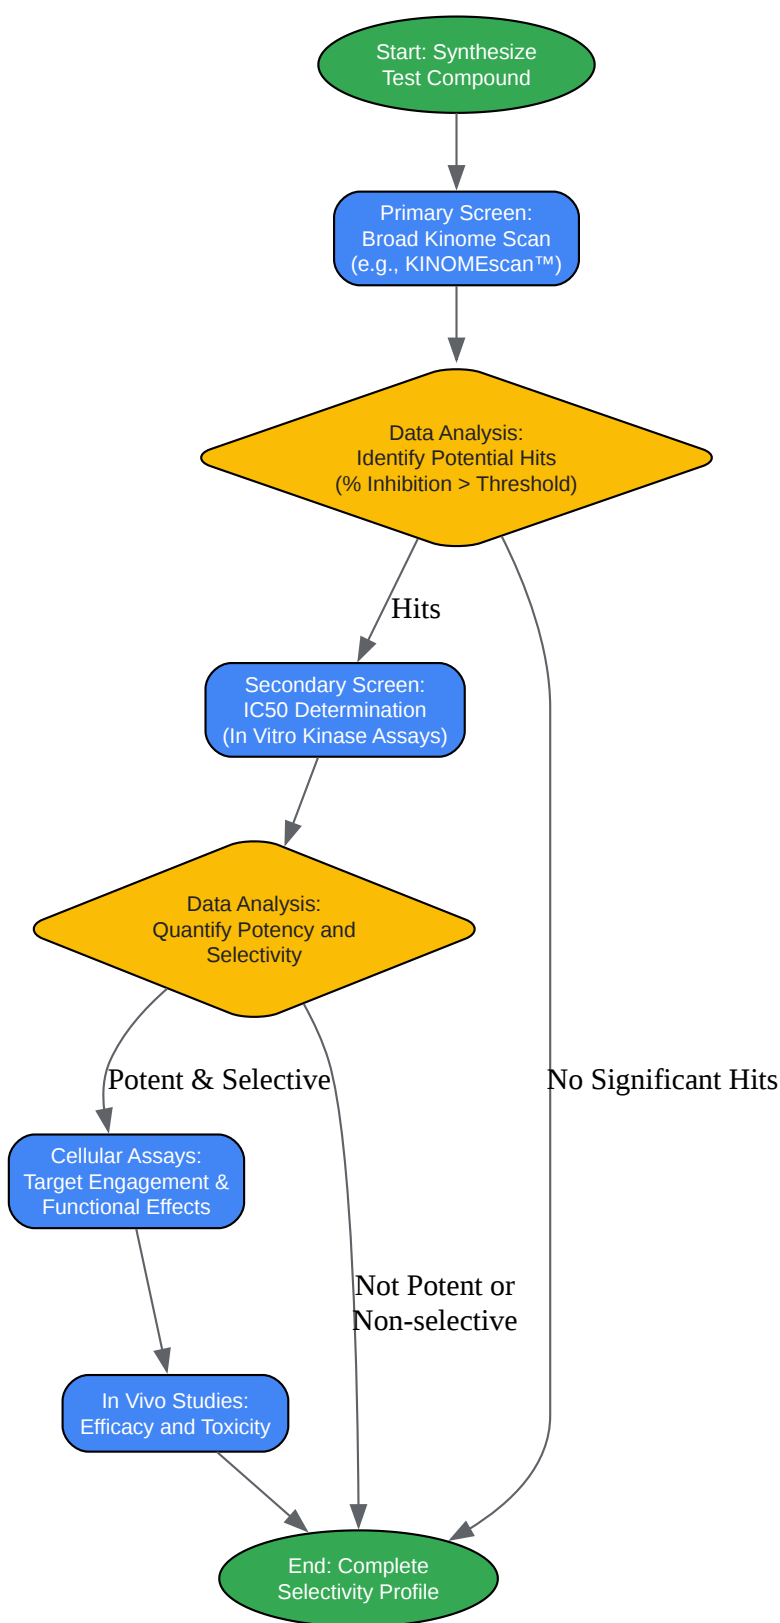 Start: Synthesize
Test Compound
Primary Screen:
Broad Kinome Scan
(e.g., KINOMEscan™)
Data Analysis:
Identify Potential Hits
(% Inhibition > Threshold)
Hits
Secondary Screen:
IC50 Determination
(In Vitro Kinase Assays)
Data Analysis:
Quantify Potency and
Selectivity
Potent & Selective
No Significant Hits
Cellular Assays:
Target Engagement &
Functional Effects
Not Potent or
Non-selective
In Vivo Studies:
Efficacy and Toxicity
End: Complete
Selectivity Profile